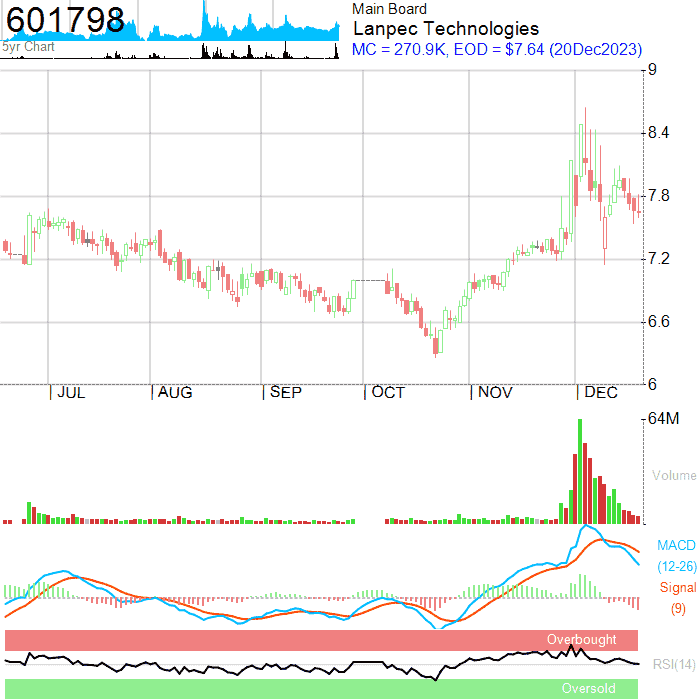 601798
Main Board
Lanpec Technologies
5yr Chart
MC = 270.9K, EOD = $7.64 (20Dec2023)
9
8.4
7.8
7.2
6.6
6
JUL
AUG
SEP
OCT
NOV
DEC
64M
Volume
MACD
(12-26)
Signal
(9)
Overbought
RSI(14)
Oversold